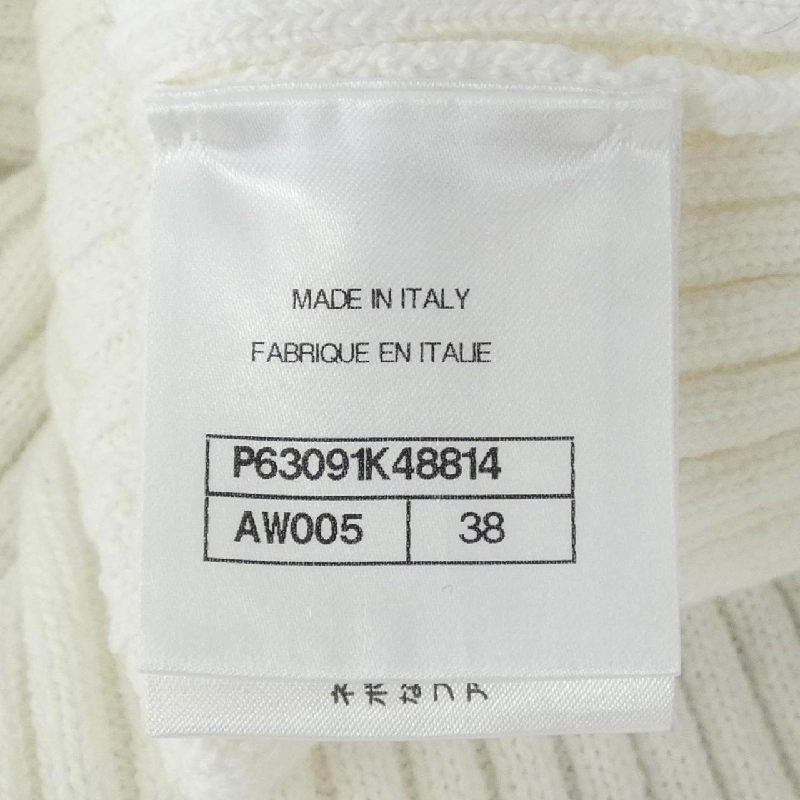 MADE IN ITALY
FABRIQUE EN ITALIE
P63091K48814
AW005 38